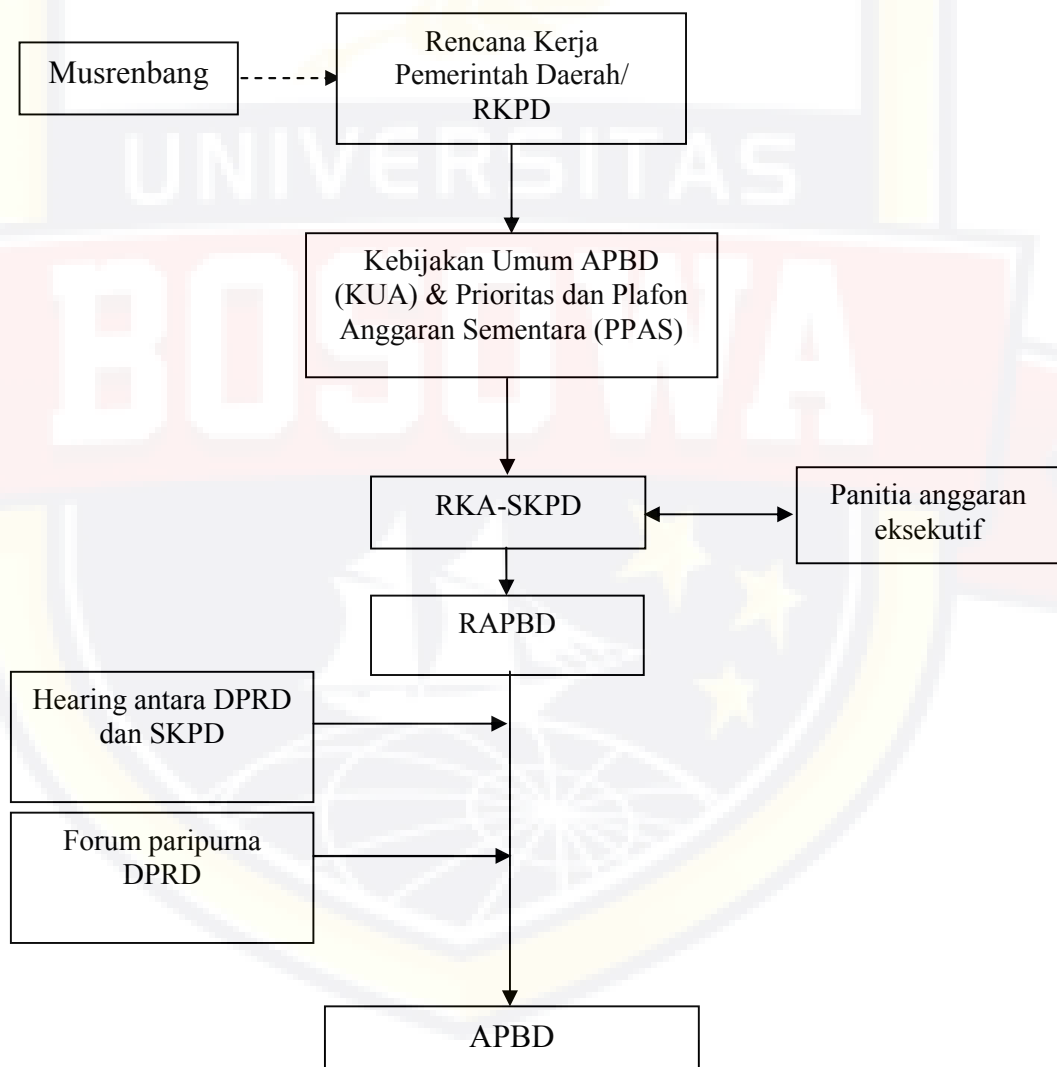 Rencana Kerja
Musrenbang
Pemerintah Daerah/
RKPD
UNIVERSITAS
Kebijakan Umum APBD
(KUA) & Prioritas dan Plafon
Anggaran Sementara (PPAS)
BOSOWA
RKA-SKPD
Panitia anggaran
eksekutif
RAPBD
Hearing antara DPRD
dan SKPD
Forum paripurna
DPRD
APBD